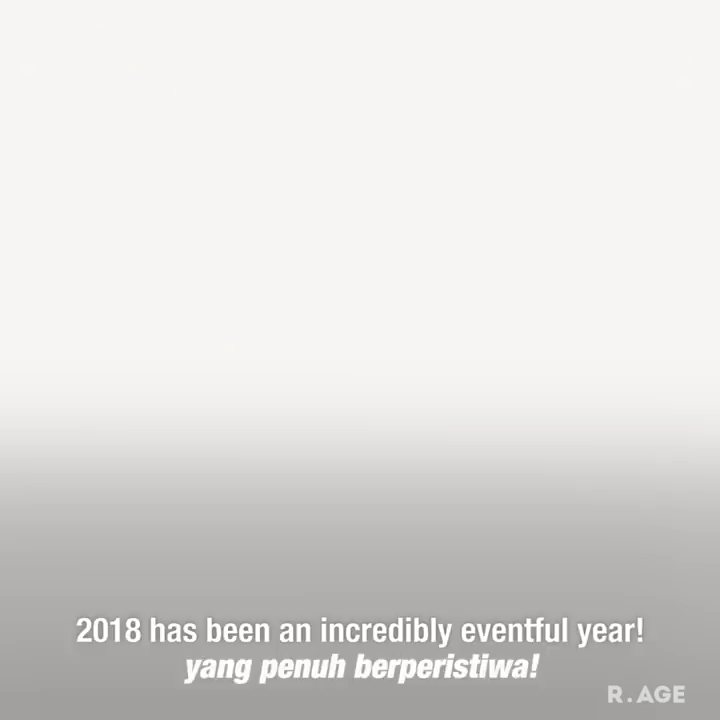 2018 has been an incredibly eventful year!
yang penuh berperistiwa!
R.AGE